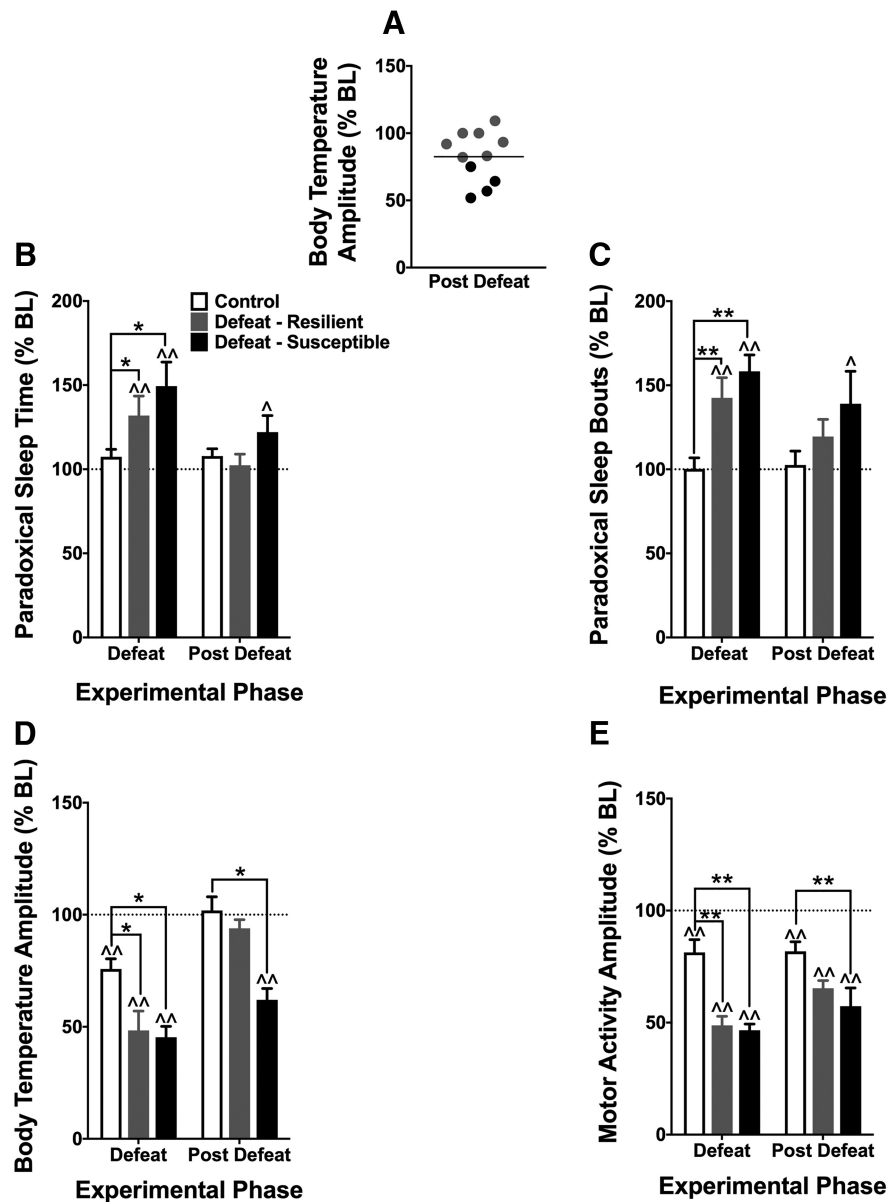 A
Body Temperature
Amplitude (% BL)
150
100
50
0
Post Defeat
B
Paradoxical Sleep Time (% BL)
200
150
100
50
0
Control
Defeat - Resilient
Defeat - Susceptible
*
*
^^
^^
^
Defeat
Post Defeat
Experimental Phase
C
Paradoxical Sleep Bouts (% BL)
200
150
100
50
0
**
**
^^
^^
^
Defeat
Post Defeat
Experimental Phase
D
Body Temperature Amplitude (% BL)
150
100
50
0
*
*
*
^^
^^
^^
^^
Defeat
Post Defeat
Experimental Phase
E
Motor Activity Amplitude (% BL)
150
100
50
0
**
**
**
^^
^^
^^
^^
^^
^^
Defeat
Post Defeat
Experimental Phase